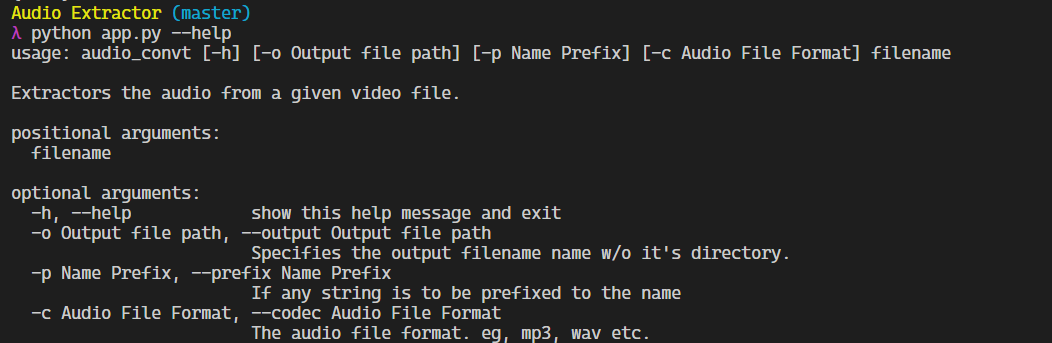 Audio Extractor (master)
λ python app.py --help
usage: audio_convt [-h] [-o Output file path] [-p Name Prefix] [-c Audio File Format] filename
Extractors the audio from a given video file.
positional arguments:
filename
optional arguments:
-h, --help show this help message and exit
-o Output file path, --output Output file path
Specifies the output filename name w/o it's directory.
-p Name Prefix, --prefix Name Prefix
If any string is to be prefixed to the name
-c Audio File Format, --codec Audio File Format
The audio file format. eg, mp3, wav etc.